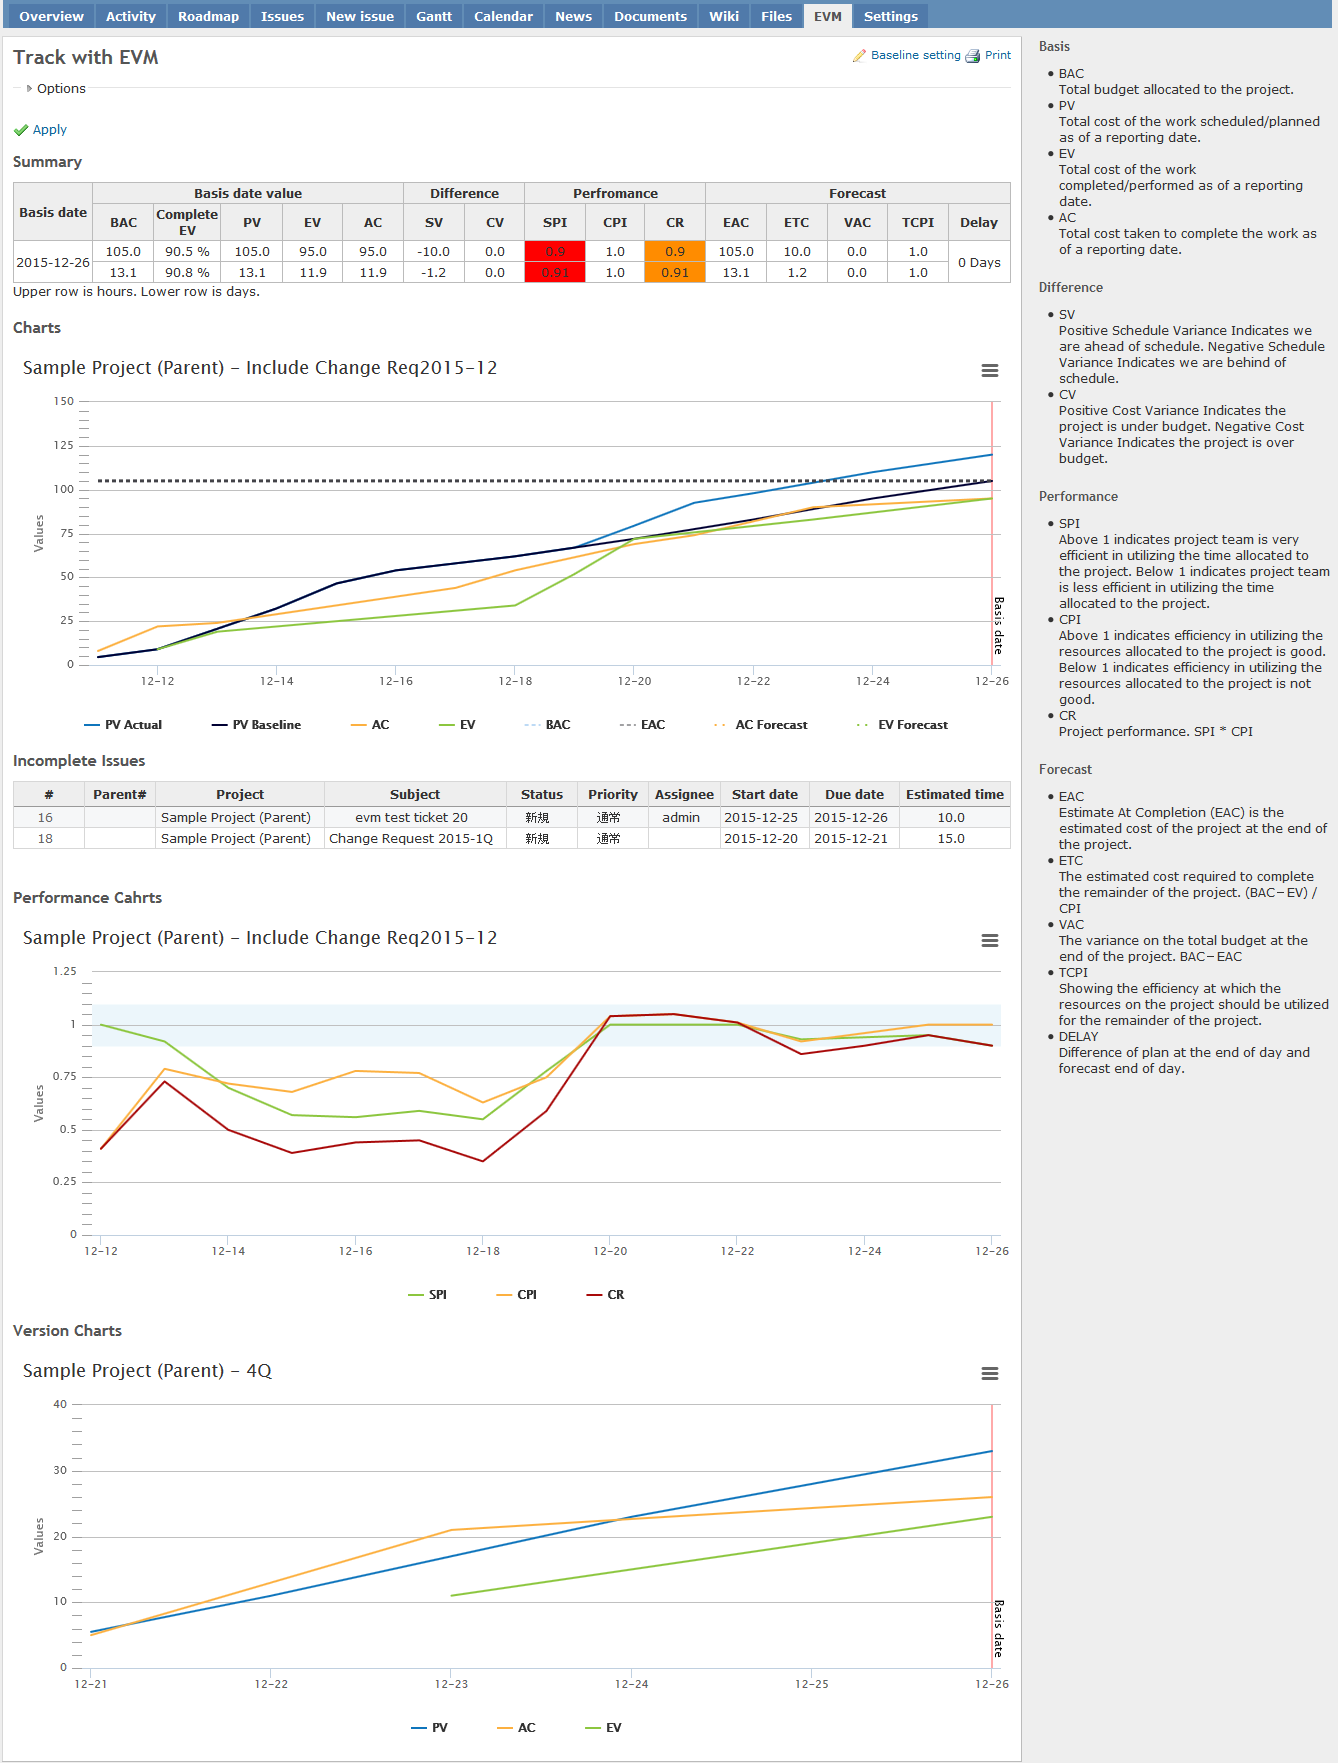 Overview Activity Roadmap Issues New issue Gantt Calendar News Documents Wiki Files EVM Settings
Track with EVM
Baseline setting Print
Options
Apply
Summary
Basis date Basis date value Difference Perfromance Forecast
BAC Complete EV PV EV AC SV CV SPI CPI CR EAC ETC VAC TCPI Delay
2015-12-26 105.0 90.5 % 105.0 95.0 95.0 -10.0 0.0 0.9 1.0 0.9 105.0 10.0 0.0 1.0 0 Days
13.1 90.8 % 13.1 11.9 11.9 -1.2 0.0 0.91 1.0 0.91 13.1 1.2 0.0 1.0
Upper row is hours. Lower row is days.
Charts
Sample Project (Parent) - Include Change Req2015-12
150
125
100
75
50
25
0
Values
Basis date
12-12 12-14 12-16 12-18 12-20 12-22 12-24 12-26
PV Actual PV Baseline AC EV BAC EAC AC Forecast EV Forecast
Incomplete Issues
# Parent# Project Subject Status Priority Assignee Start date Due date Estimated time
16 Sample Project (Parent) evm test ticket 20 新規 通常 admin 2015-12-25 2015-12-26 10.0
18 Sample Project (Parent) Change Request 2015-1Q 新規 通常 2015-12-20 2015-12-21 15.0
Performance Cahrts
Sample Project (Parent) - Include Change Req2015-12
1.25
1
0.75
0.5
0.25
0
Values
12-12 12-14 12-16 12-18 12-20 12-22 12-24 12-26
SPI CPI CR
Version Charts
Sample Project (Parent) - 4Q
40
30
20
10
0
Values
Basis date
12-21 12-22 12-23 12-24 12-25 12-26
PV AC EV
Basis
BAC
Total budget allocated to the project.
PV
Total cost of the work scheduled/planned
as of a reporting date.
EV
Total cost of the work
completed/performed as of a reporting
date.
AC
Total cost taken to complete the work as
of a reporting date.
Difference
SV
Positive Schedule Variance Indicates we
are ahead of schedule. Negative Schedule
Variance Indicates we are behind of
schedule.
CV
Positive Cost Variance Indicates the
project is under budget. Negative Cost
Variance Indicates the project is over
budget.
Performance
SPI
Above 1 indicates project team is very
efficient in utilizing the time allocated to
the project. Below 1 indicates project team
is less efficient in utilizing the time
allocated to the project.
CPI
Above 1 indicates efficiency in utilizing the
resources allocated to the project is good.
Below 1 indicates efficiency in utilizing the
resources allocated to the project is not
good.
CR
Project performance. SPI * CPI
Forecast
EAC
Estimate At Completion (EAC) is the
estimated cost of the project at the end of
the project.
ETC
The estimated cost required to complete
the remainder of the project. (BAC−EV) /
CPI
VAC
The variance on the total budget at the
end of the project. BAC−EAC
TCPI
Showing the efficiency at which the
resources on the project should be utilized
for the remainder of the project.
DELAY
Difference of plan at the end of day and
forecast end of day.